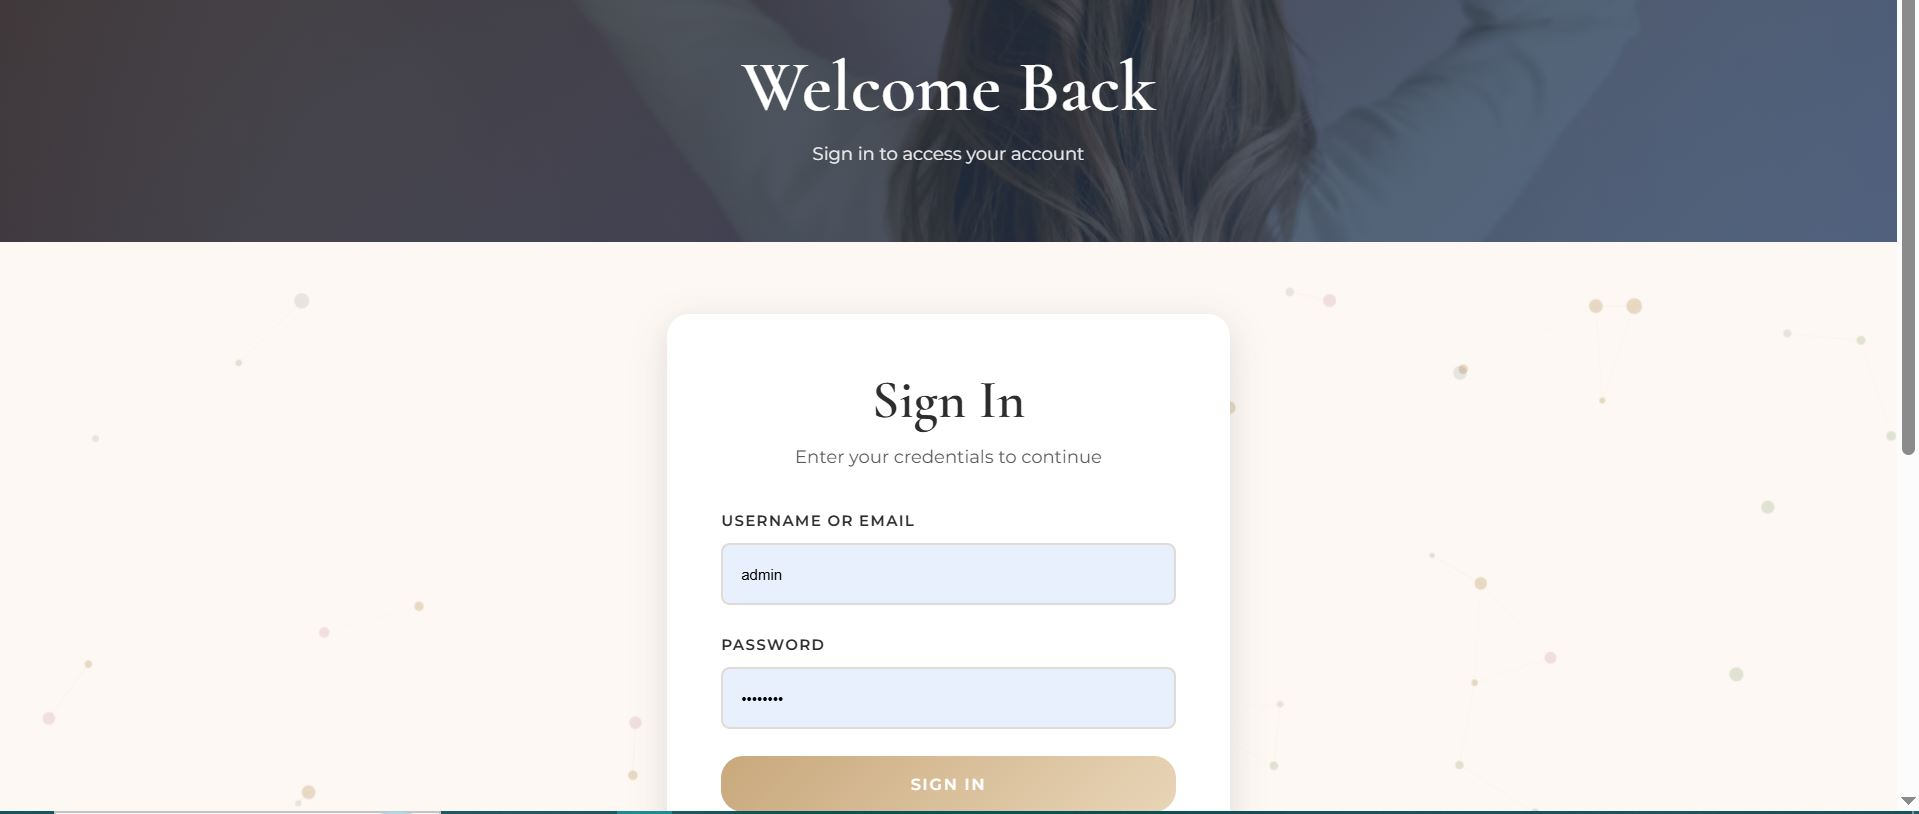 Welcome Back
Sign in to access your account
Sign In
Enter your credentials to continue
USERNAME OR EMAIL
admin
PASSWORD
••••••••
SIGN IN